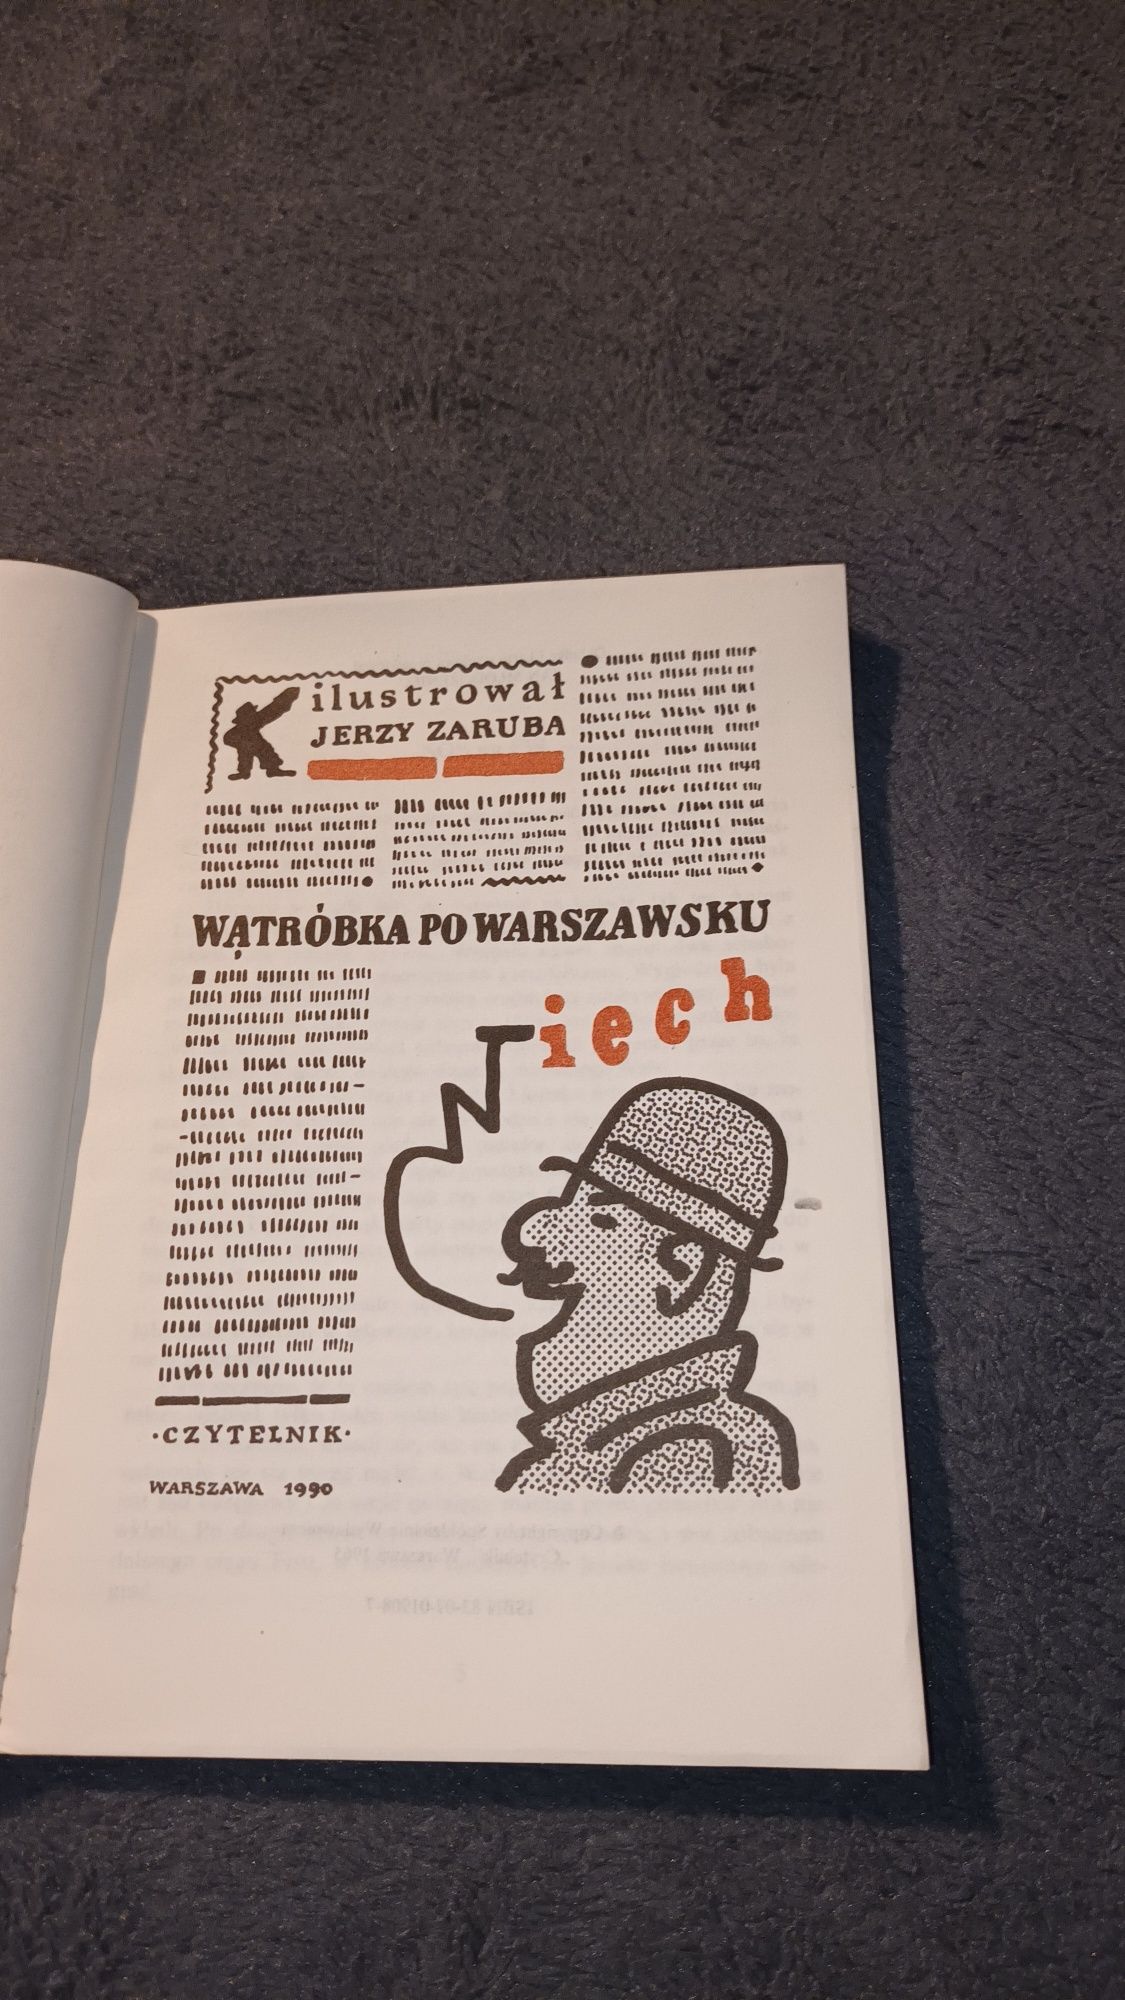 ilustrował
JERZY ZARUBA
WĄTRÓBKA PO WARSZAWSKU
Wiech
·CZYTELNIK·
WARSZAWA 1990